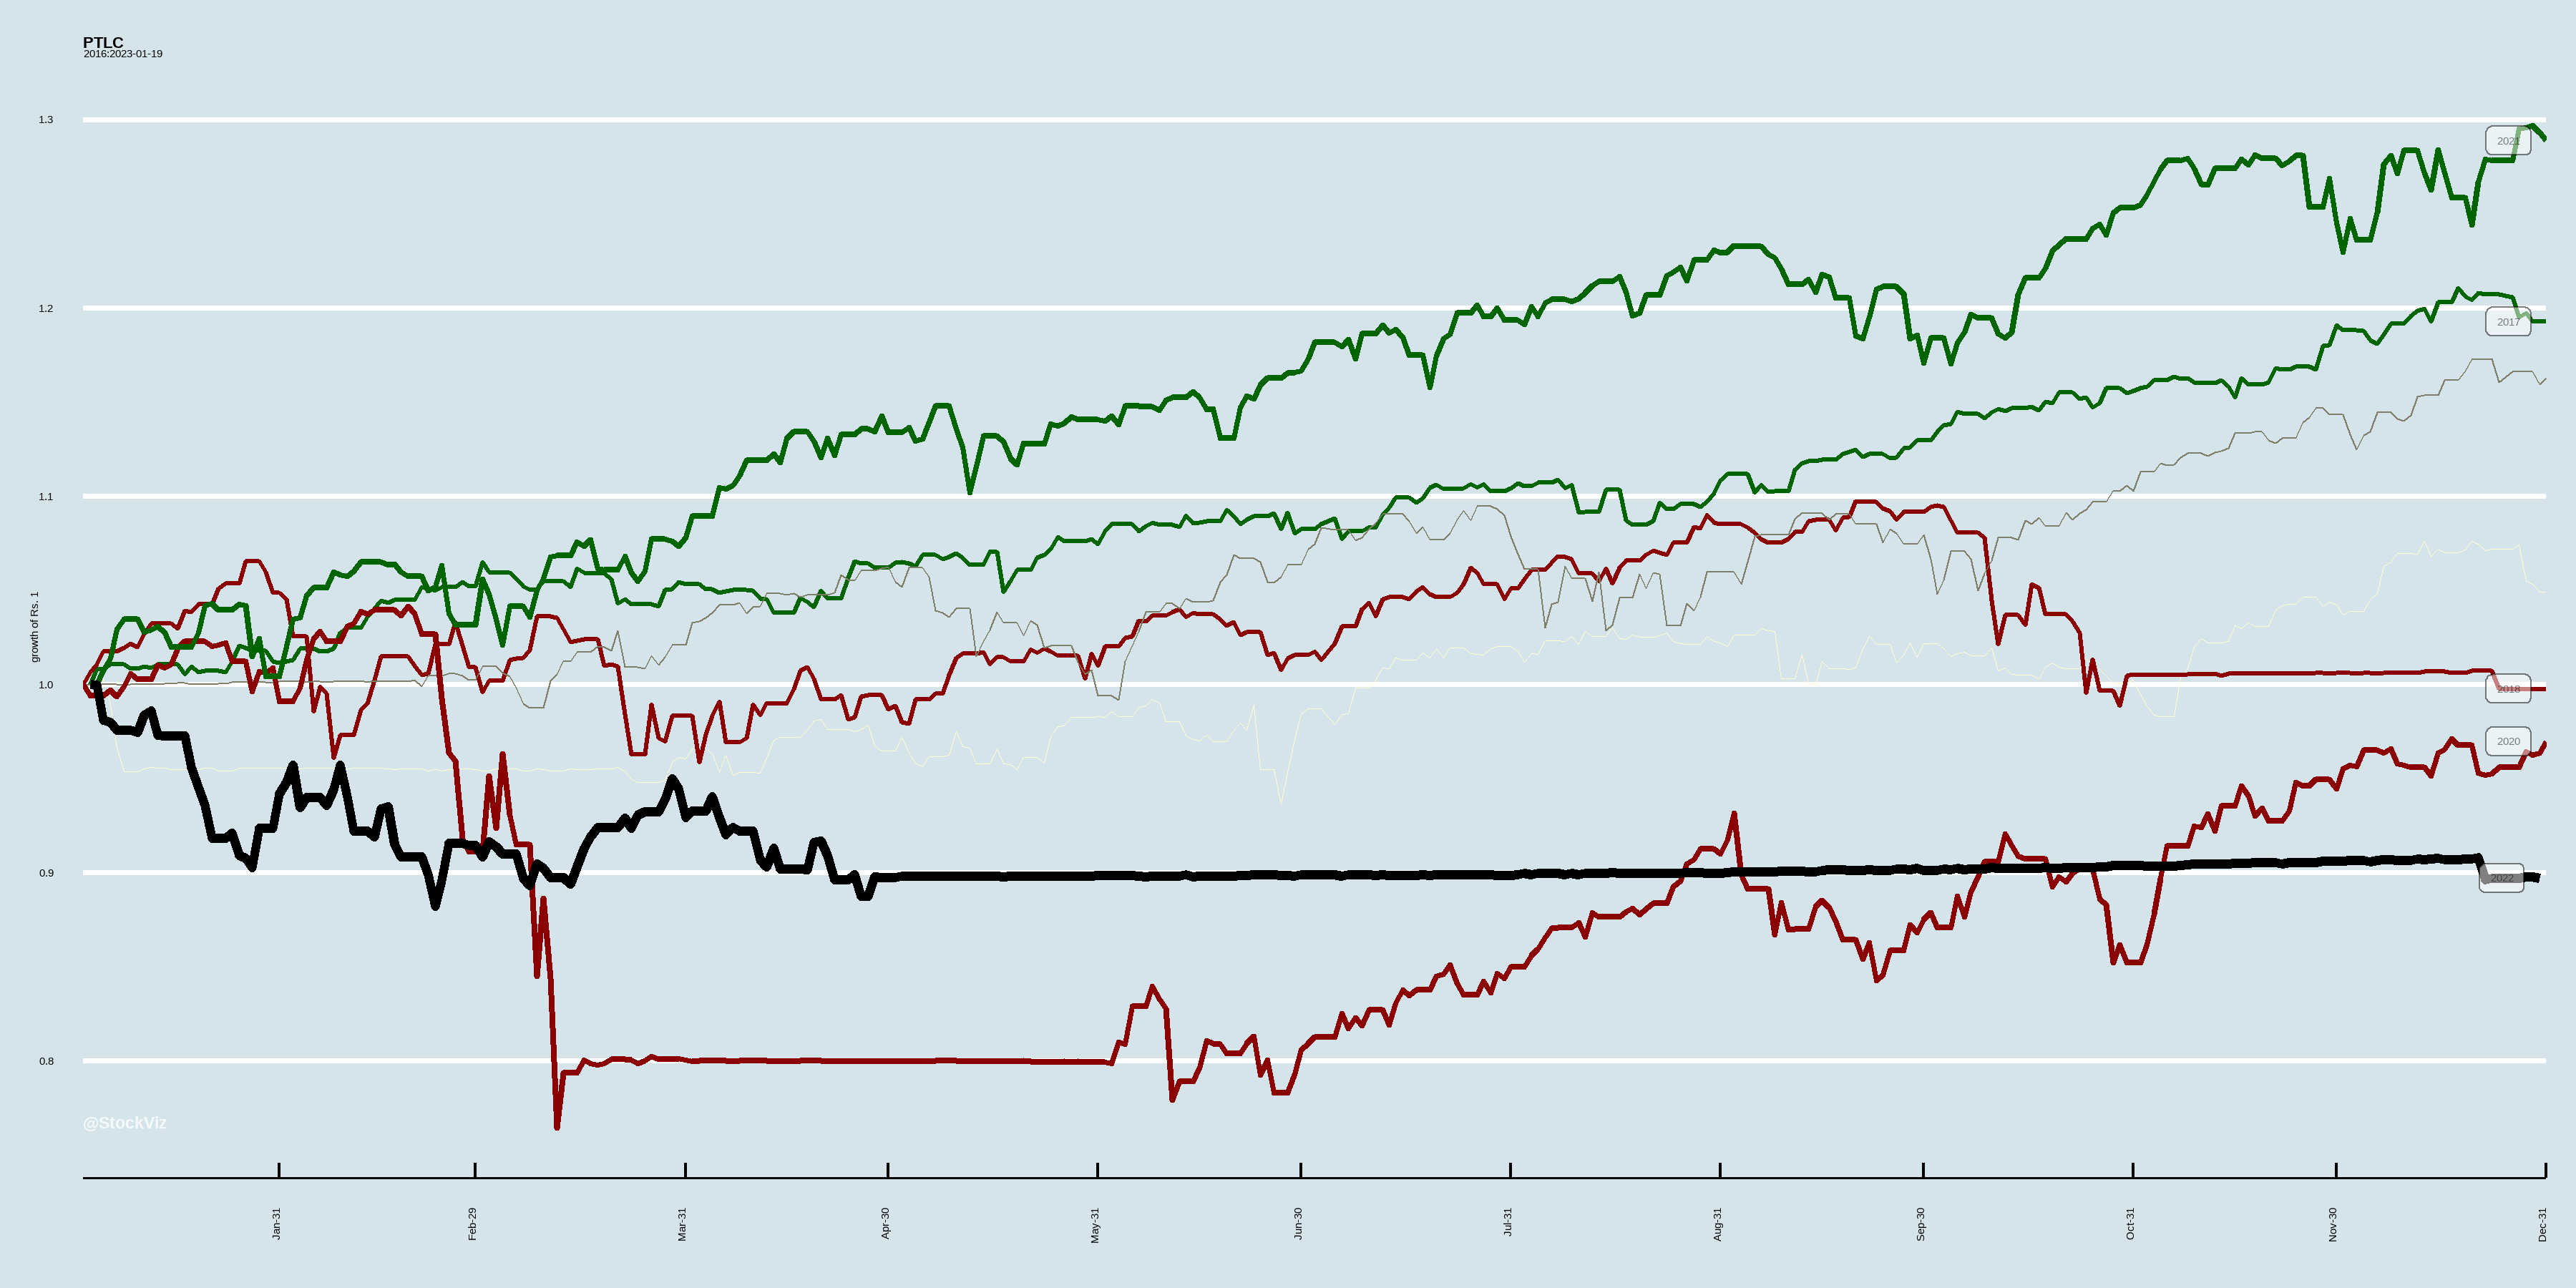 PTLC
2016:2023-01-19
1.3
2021
1.2
2017
1.1
growth of Rs. 1
1.0
2018
2020
0.9
2022
0.8
@StockViz
Jan-31
Feb-29
Mar-31
Apr-30
May-31
Jun-30
Jul-31
Aug-31
Sep-30
Oct-31
Nov-30
Dec-31